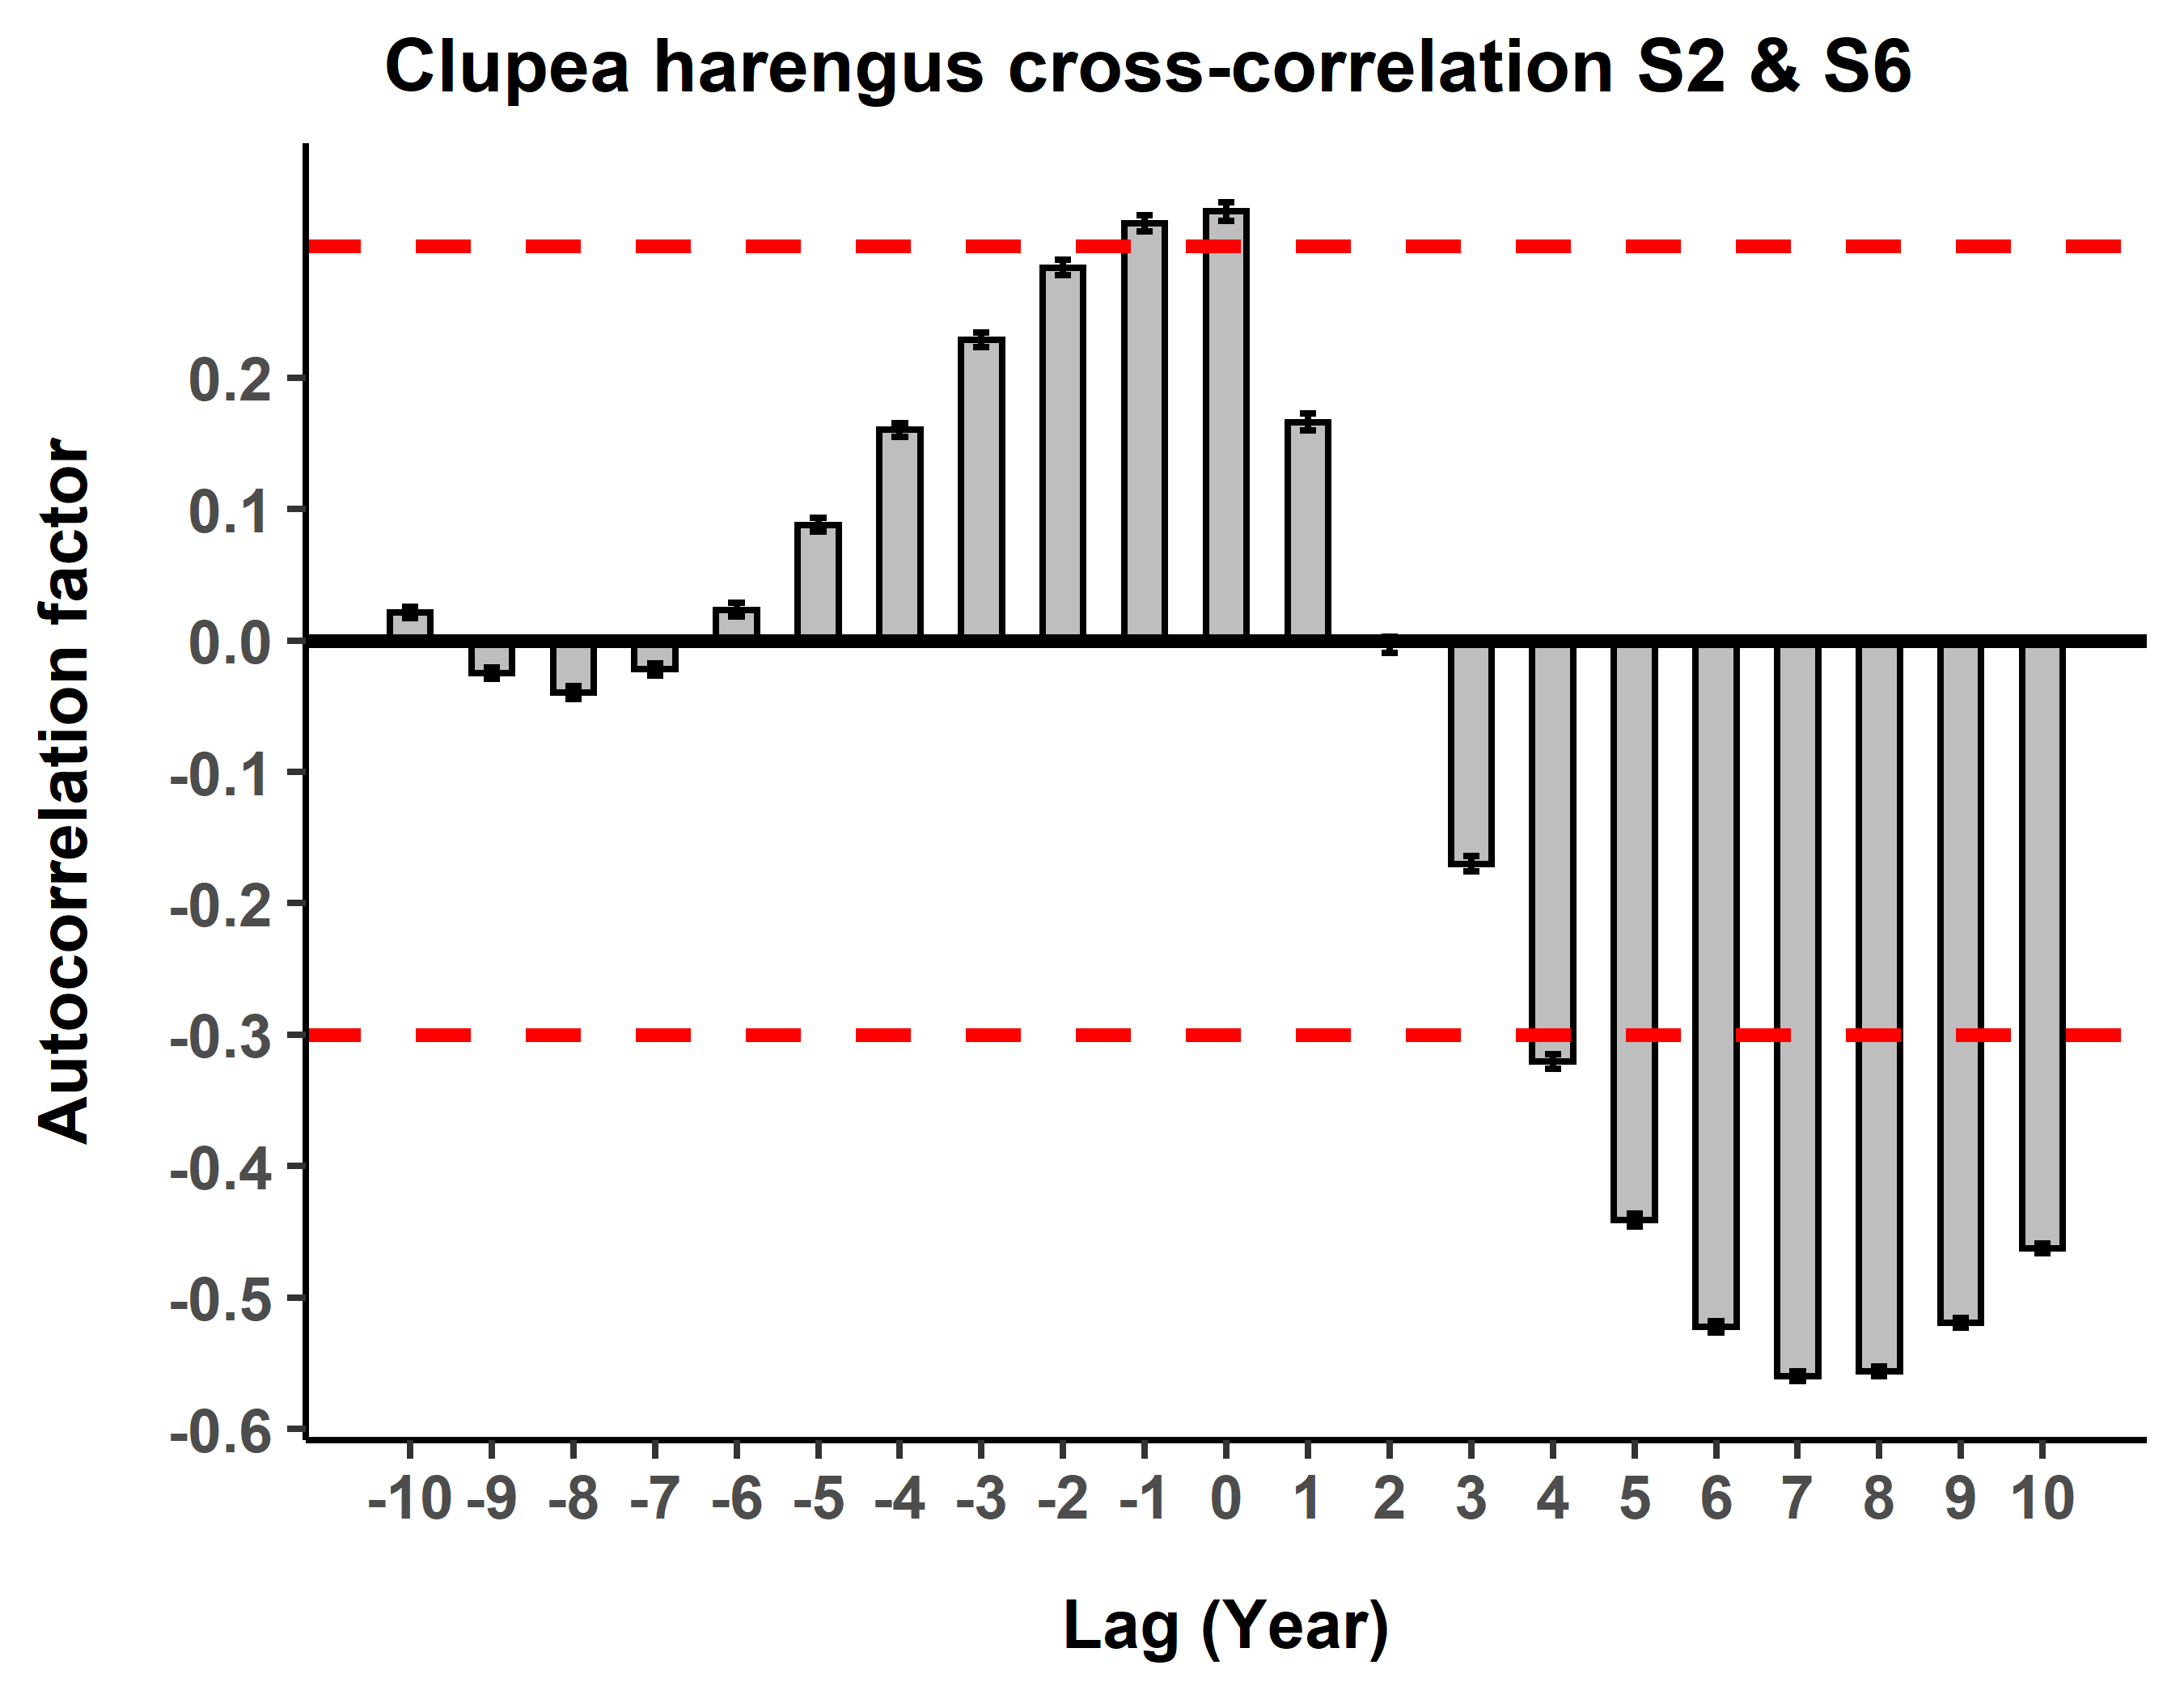 Clupea harengus cross-correlation S2 & S6
Autocorrelation factor
0.2
0.1
0.0
-0.1
-0.2
-0.3
-0.4
-0.5
-0.6
-10 -9 -8 -7 -6 -5 -4 -3 -2 -1 0 1 2 3 4 5 6 7 8 9 10
Lag (Year)